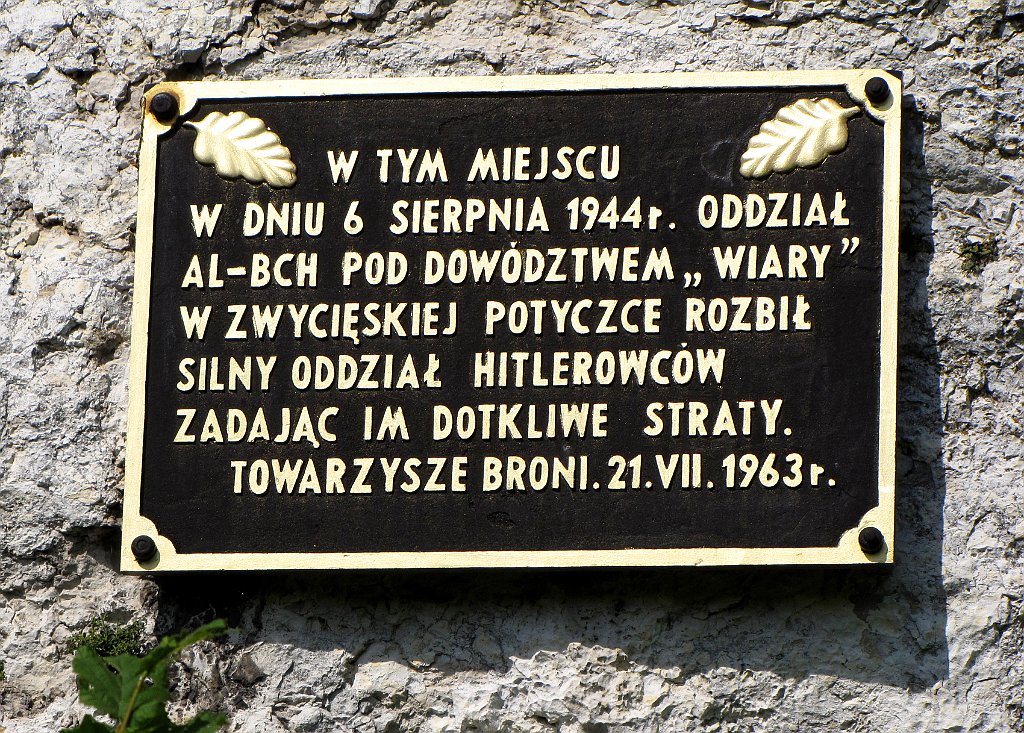 W TYM MIEJSCU
W DNIU 6 SIERPNIA 1944r. ODDZIAŁ
AL-BCH POD DOWÓDZTWEM „WIARY”
W ZWYCIĘSKIEJ POTYCZCE ROZBIŁ
SILNY ODDZIAŁ HITLEROWCÓW
ZADAJĄC IM DOTKLIWE STRATY.
TOWARZYSZE BRONI. 21.VII. 1963r.